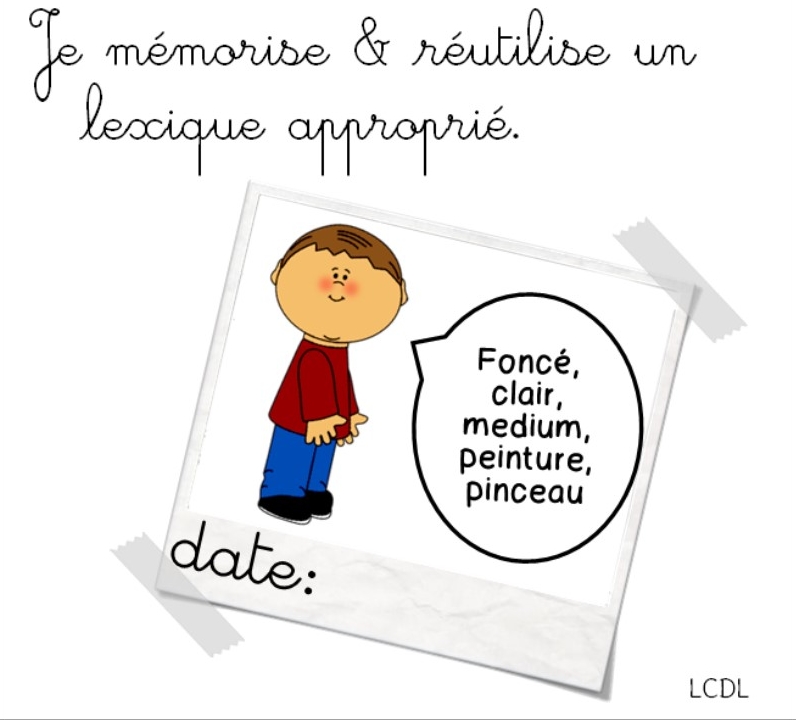 Je mémorise & réutilise un
lexique approprié.
Foncé,
clair,
medium,
peinture,
pinceau
date:
LCDL